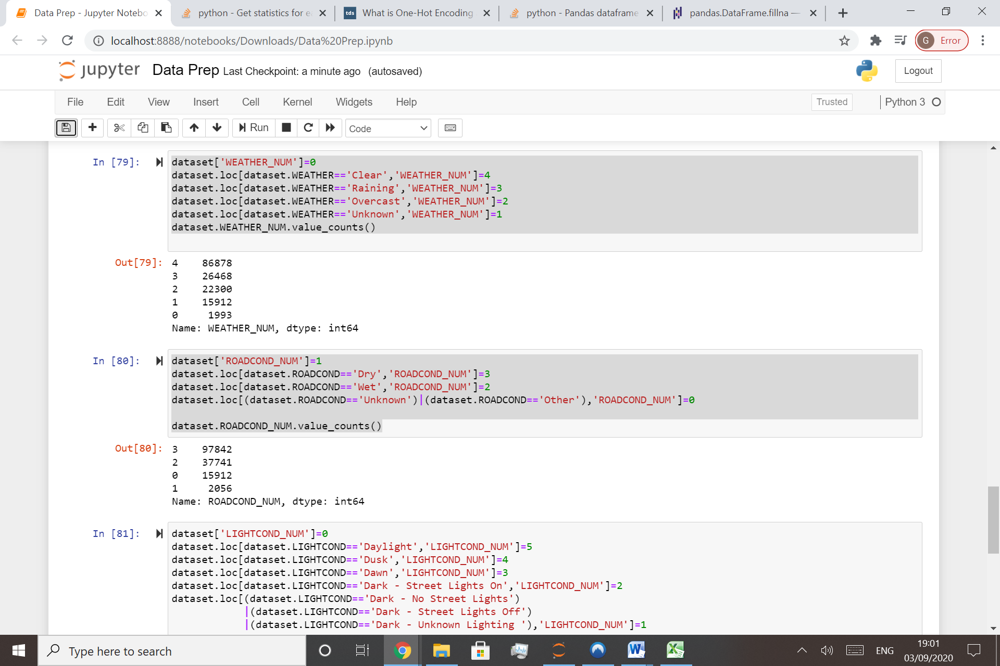 Data Prep - Jupyter Notebo
python - Get statistics for e
tds What is One-Hot Encoding
python - Pandas dataframe
pandas.DataFrame.fillna —
localhost:8888/notebooks/Downloads/Data%20Prep.ipynb
G Error
jupyter Data Prep Last Checkpoint: a minute ago (autosaved)
Logout
File Edit View Insert Cell Kernel Widgets Help
Trusted
Python 3
Run
Code
In [79]:
dataset['WEATHER_NUM']=0
dataset.loc[dataset.WEATHER=='Clear','WEATHER_NUM']=4
dataset.loc[dataset.WEATHER=='Raining','WEATHER_NUM']=3
dataset.loc[dataset.WEATHER=='Overcast','WEATHER_NUM']=2
dataset.loc[dataset.WEATHER=='Unknown','WEATHER_NUM']=1
dataset.WEATHER_NUM.value_counts()
Out[79]:
4 86878
3 26468
2 22300
1 15912
0 1993
Name: WEATHER_NUM, dtype: int64
In [80]:
dataset['ROADCOND_NUM']=1
dataset.loc[dataset.ROADCOND=='Dry','ROADCOND_NUM']=3
dataset.loc[dataset.ROADCOND=='Wet','ROADCOND_NUM']=2
dataset.loc[(dataset.ROADCOND=='Unknown')|(dataset.ROADCOND=='Other'),'ROADCOND_NUM']=0
dataset.ROADCOND_NUM.value_counts()
Out[80]:
3 97842
2 37741
0 15912
1 2056
Name: ROADCOND_NUM, dtype: int64
In [81]:
dataset['LIGHTCOND_NUM']=0
dataset.loc[dataset.LIGHTCOND=='Daylight','LIGHTCOND_NUM']=5
dataset.loc[dataset.LIGHTCOND=='Dusk','LIGHTCOND_NUM']=4
dataset.loc[dataset.LIGHTCOND=='Dawn','LIGHTCOND_NUM']=3
dataset.loc[dataset.LIGHTCOND=='Dark - Street Lights On','LIGHTCOND_NUM']=2
dataset.loc[(dataset.LIGHTCOND=='Dark - No Street Lights')
|(dataset.LIGHTCOND=='Dark - Street Lights Off')
|(dataset.LIGHTCOND=='Dark - Unknown Lighting '),'LIGHTCOND_NUM']=1
Type here to search
ENG
19:01
03/09/2020